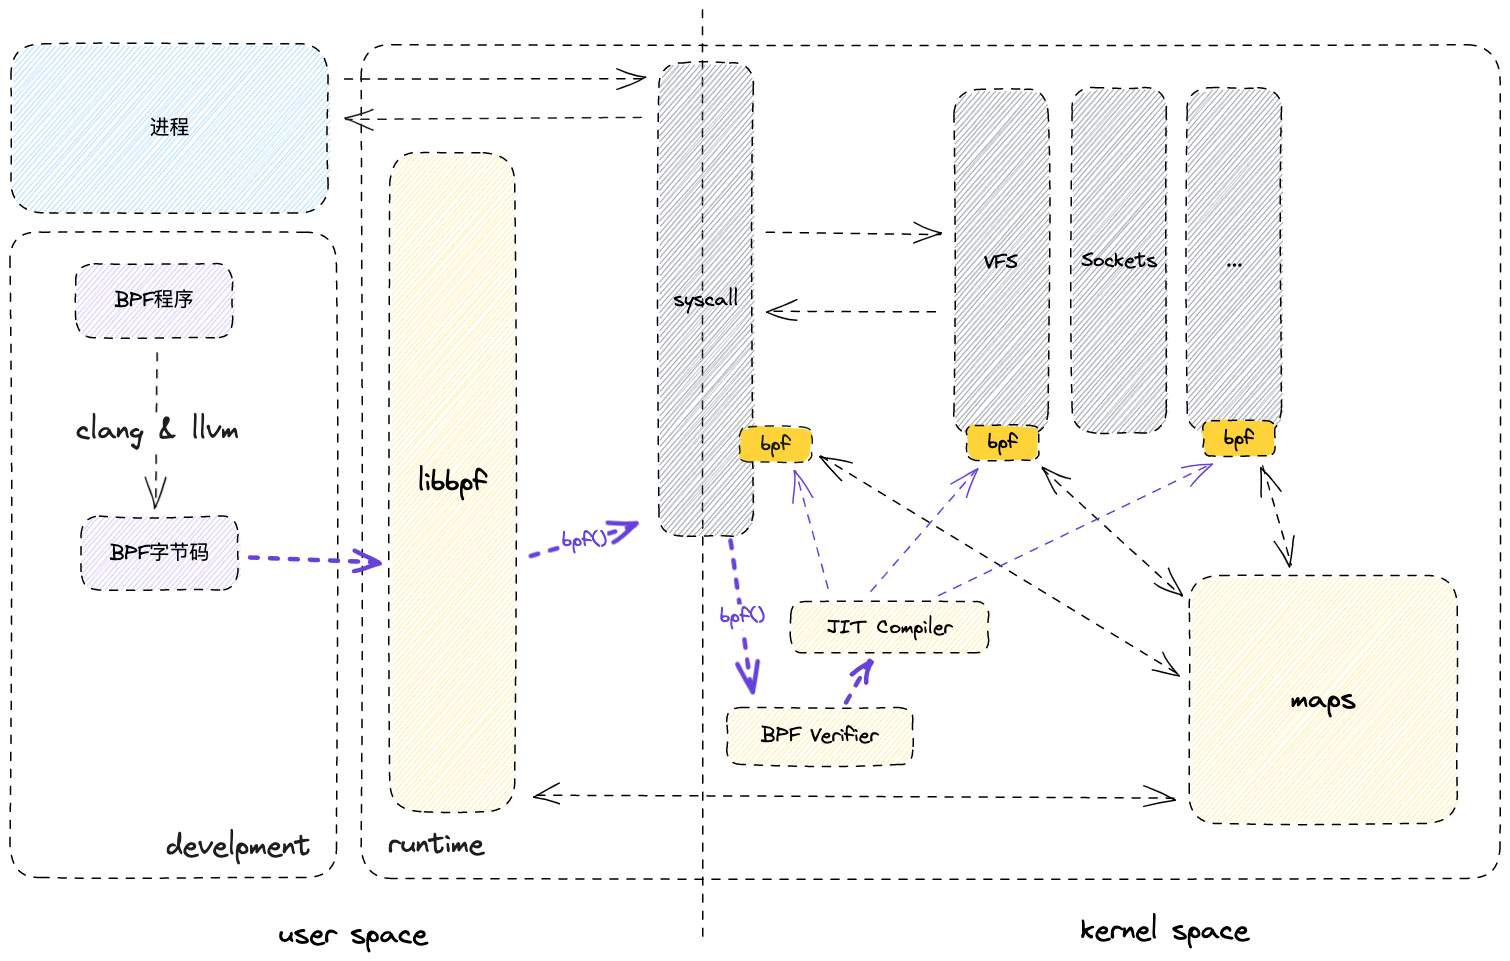 进程
BPF程序
clang & llvm
BPF字节码
develpment
libbpf
runtime
bpf()
syscall
bpf
bpf()
VFS
Sockets
...
bpf
bpf
JIT Compiler
BPF Verifier
maps
user space
kernel space